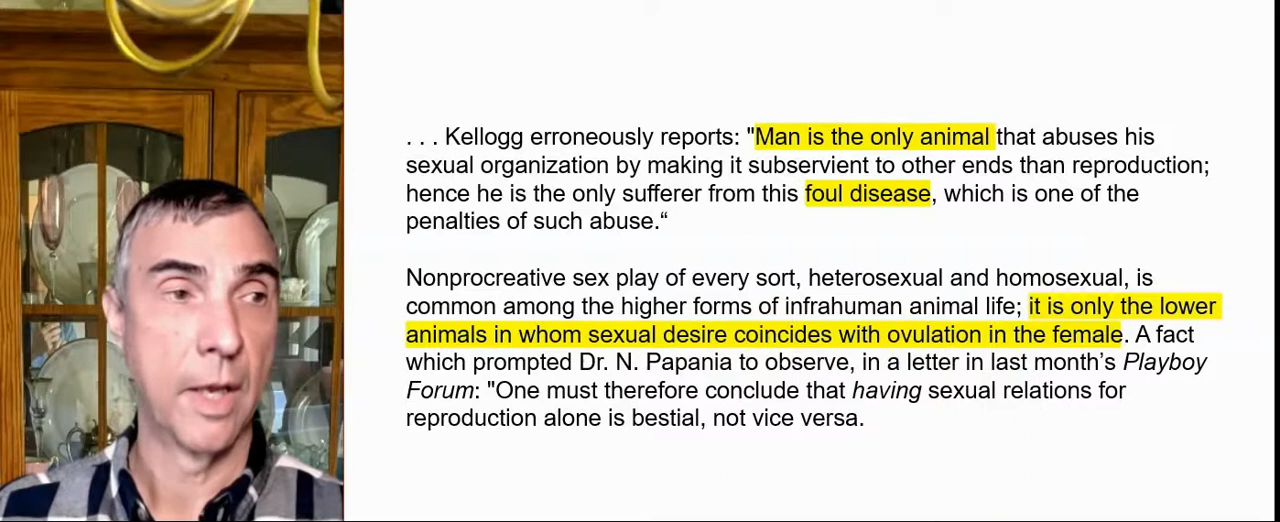 . . . Kellogg erroneously reports: "Man is the only animal that abuses his
sexual organization by making it subservient to other ends than reproduction;
hence he is the only sufferer from this foul disease, which is one of the
penalties of such abuse.“
Nonprocreative sex play of every sort, heterosexual and homosexual, is
common among the higher forms of infrahuman animal life; it is only the lower
animals in whom sexual desire coincides with ovulation in the female. A fact
which prompted Dr. N. Papania to observe, in a letter in last month’s Playboy
Forum: "One must therefore conclude that having sexual relations for
reproduction alone is bestial, not vice versa.